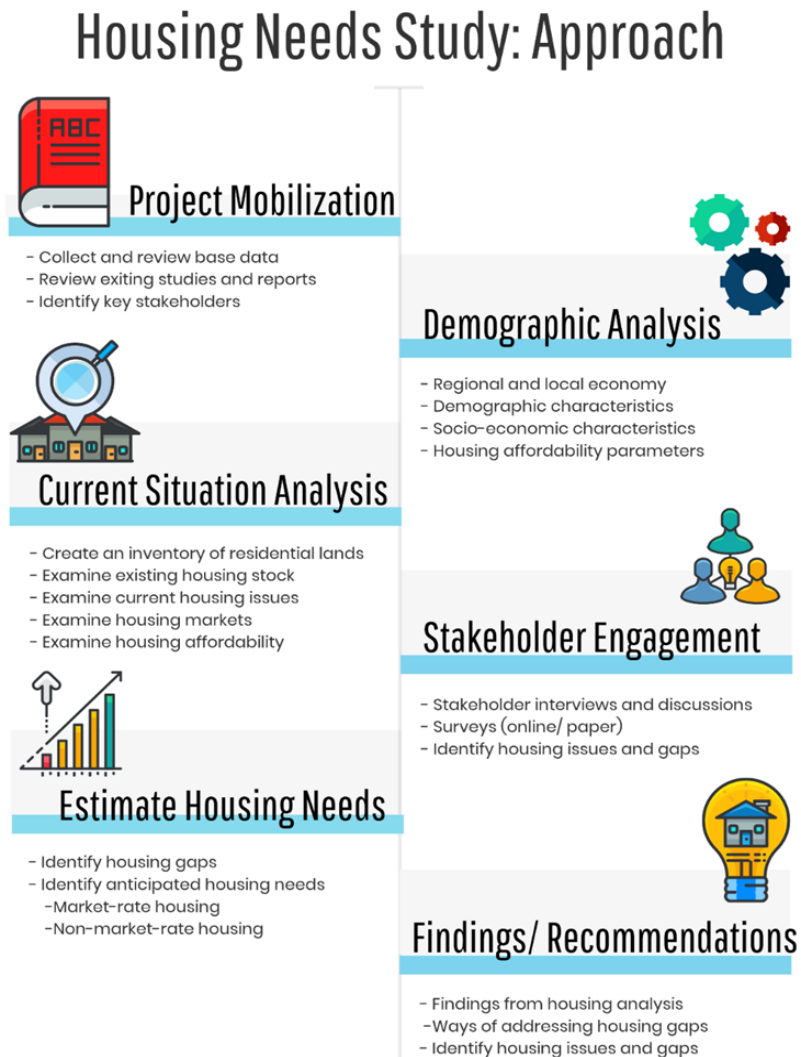 Housing Needs Study: Approach
ABC
Project Mobilization
- Collect and review base data
- Review exiting studies and reports
- Identify key stakeholders
Demographic Analysis
- Regional and local economy
- Demographic characteristics
- Socio-economic characteristics
- Housing affordability parameters
Current Situation Analysis
- Create an inventory of residential lands
- Examine existing housing stock
- Examine current housing issues
- Examine housing markets
- Examine housing affordability
Stakeholder Engagement
- Stakeholder interviews and discussions
- Surveys (online/ paper)
- Identify housing issues and gaps
Estimate Housing Needs
- Identify housing gaps
- Identify anticipated housing needs
-Market-rate housing
-Non-market-rate housing
Findings/ Recommendations
- Findings from housing analysis
-Ways of addressing housing gaps
- Identify housing issues and gaps